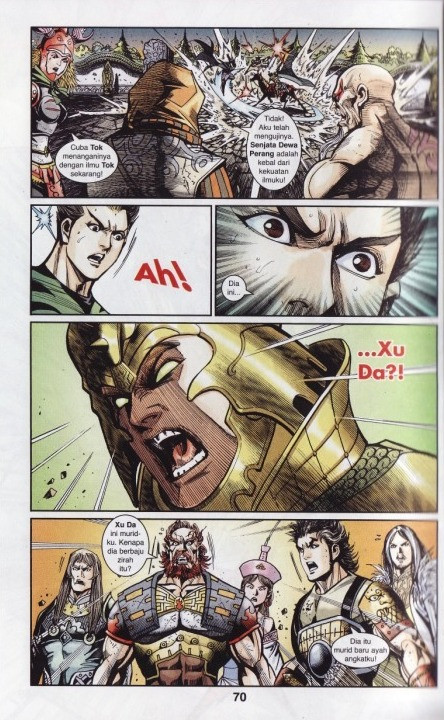 Cuba Tok
menanganinya
dengan ilmu Tok
sekarang!
Tidak!
Aku telah
mengujinya.
Senjata Dewa
Perang adalah
kebal dari
kekuatan
ilmuku!
Ah!
Dia
ini...
...Xu
Da?!
Xu Da
ini murid-
ku. Kenapa
dia berbaju
zirah
itu?
Dia itu
murid baru ayah
angkatku!
70